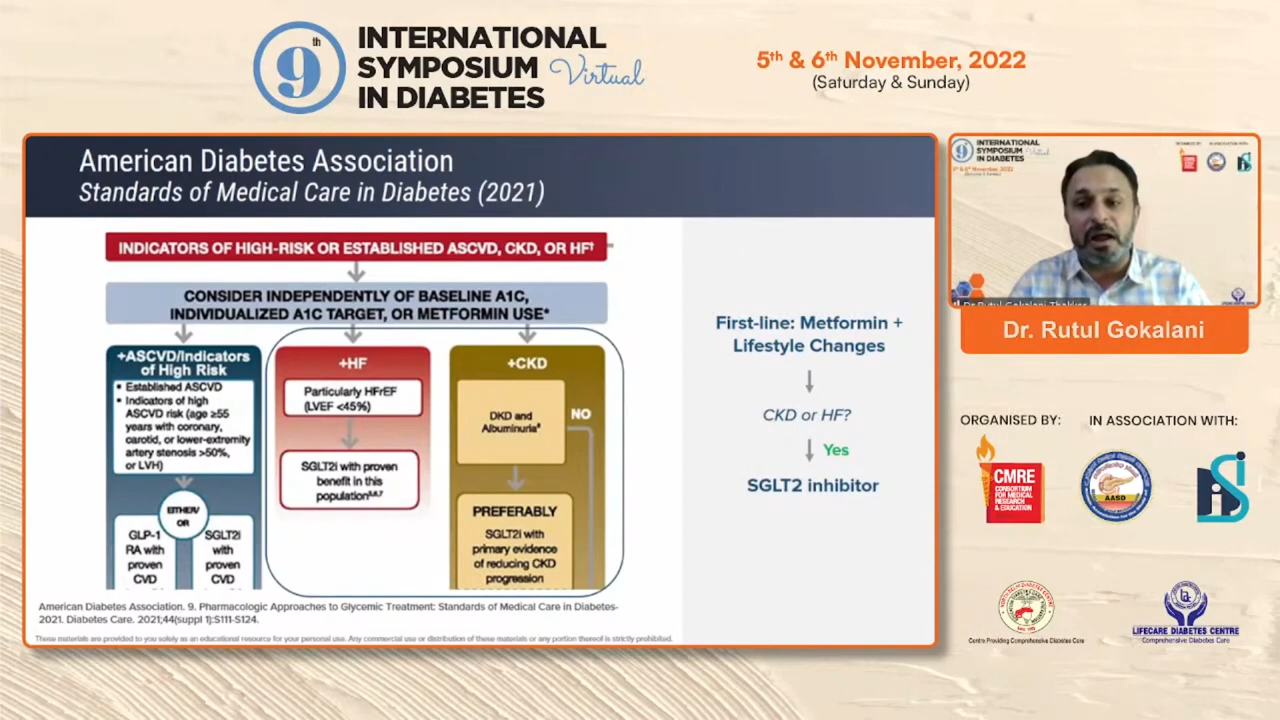 9th
INTERNATIONAL
SYMPOSIUM Virtual
IN DIABETES
5th & 6th November, 2022
(Saturday & Sunday)
American Diabetes Association
Standards of Medical Care in Diabetes (2021)
INDICATORS OF HIGH-RISK OR ESTABLISHED ASCVD, CKD, OR HF†
CONSIDER INDEPENDENTLY OF BASELINE A1C,
INDIVIDUALIZED A1C TARGET, OR METFORMIN USE*
+ASCVD/Indicators
of High Risk
• Established ASCVD
• Indicators of high
ASCVD risk (age ≥55
years with coronary,
carotid, or lower-extremity
artery stenosis >50%,
or LVH)
EITHER/
OR
GLP-1
RA with
proven
CVD
SGLT2i
with
proven
CVD
+HF
Particularly HFrEF
(LVEF <45%)
SGLT2i with proven
benefit in this
population
+CKD
DKD and
Albuminuria
NO
PREFERABLY
SGLT2i with
primary evidence
of reducing CKD
progression
First-line: Metformin +
Lifestyle Changes
CKD or HF?
Yes
SGLT2 inhibitor
American Diabetes Association. 9. Pharmacologic Approaches to Glycemic Treatment: Standards of Medical Care in Diabetes-
2021. Diabetes Care. 2021;44(suppl 1):S111-S124.
These materials are provided to you solely as an educational resource for your personal use. Any commercial use or distribution of these materials or any portion thereof is strictly prohibited.
9
INTERNATIONAL
SYMPOSIUM
IN DIABETES
Dr. Rutul Gokalani
ORGANISED BY:
IN ASSOCIATION WITH:
CMRE
CONSORTIUM
FOR MEDICAL
RESEARCH
& EDUCATION
AASD
Centre Providing Comprehensive Diabetes Care
LIFECARE DIABETES CENTRE
Comprehensive Diabetes Care